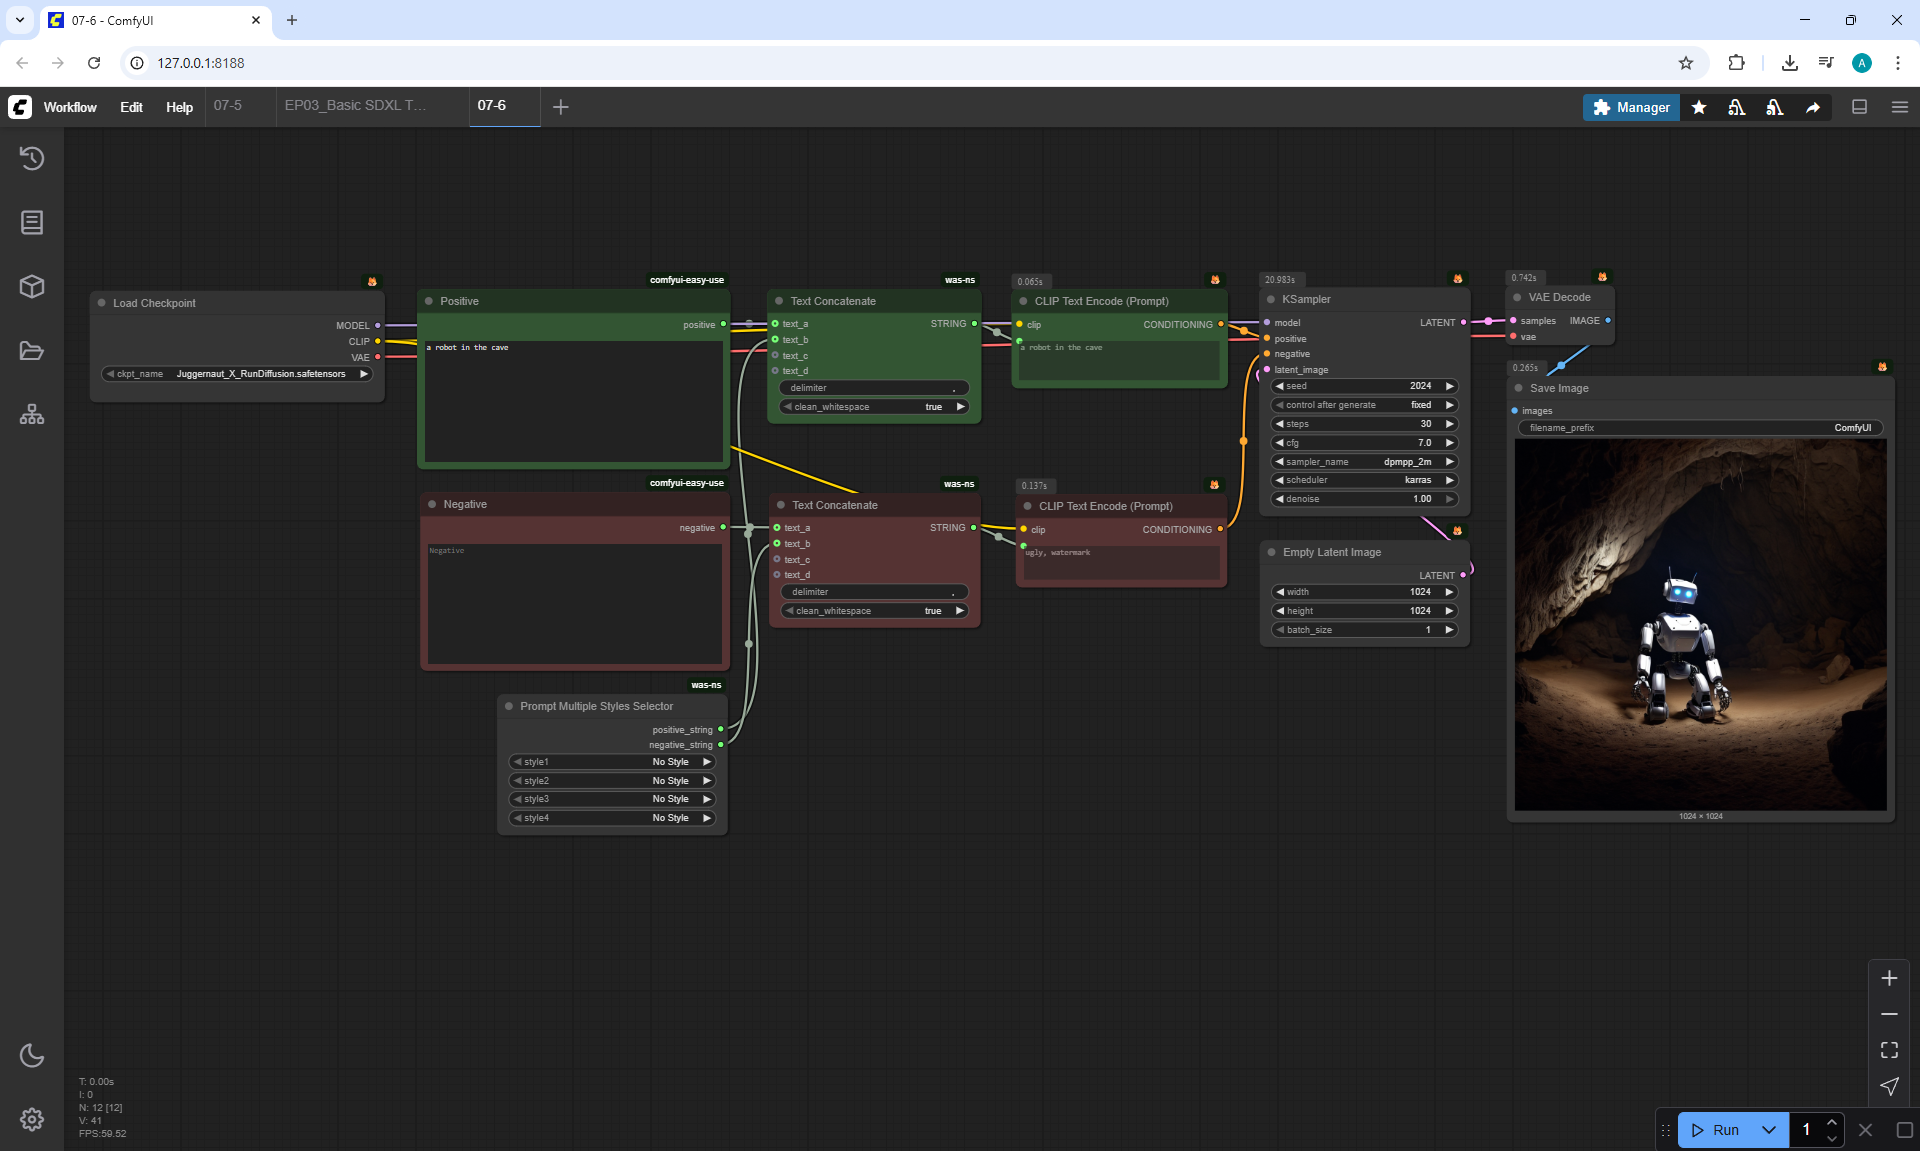 07-6 - ComfyUI
127.0.0.1:8188
Workflow Edit Help 07-5 EP03_Basic SDXL T... 07-6
Manager
Load Checkpoint
MODEL
CLIP
VAE
ckpt_name Juggernaut_X_RunDiffusion.safetensors
comfyui-easy-use
Positive
positive
a robot in the cave
comfyui-easy-use
Negative
negative
Negative
was-ns
Prompt Multiple Styles Selector
positive_string
negative_string
style1 No Style
style2 No Style
style3 No Style
style4 No Style
was-ns
Text Concatenate
text_a STRING
text_b
text_c
text_d
delimiter ,
clean_whitespace true
was-ns
Text Concatenate
text_a STRING
text_b
text_c
text_d
delimiter ,
clean_whitespace true
0.065s
CLIP Text Encode (Prompt)
clip CONDITIONING
a robot in the cave
0.137s
CLIP Text Encode (Prompt)
clip CONDITIONING
ugly, watermark
20.983s
KSampler
model LATENT
positive
negative
latent_image
seed 2024
control after generate fixed
steps 30
cfg 7.0
sampler_name dpmpp_2m
scheduler karras
denoise 1.00
Empty Latent Image
LATENT
width 1024
height 1024
batch_size 1
0.742s
VAE Decode
samples IMAGE
vae
0.265s
Save Image
images
filename_prefix ComfyUI
1024 × 1024
T: 0.00s
I: 0
N: 12 [12]
V: 41
FPS:59.52
Run 1
A